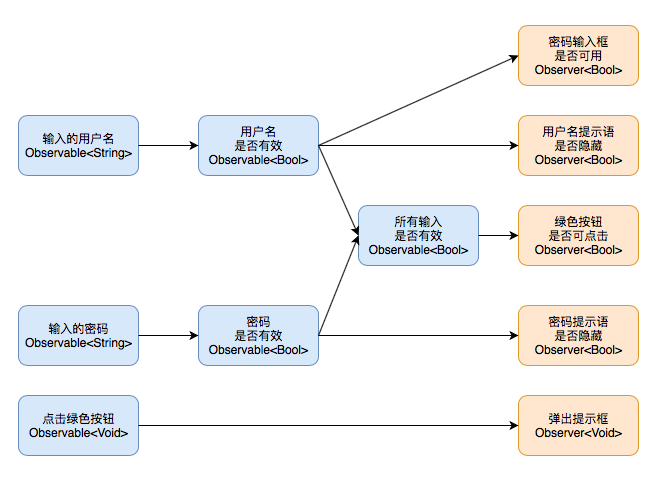 密码输入框
是否可用
Observer<Bool>
输入的用户名
Observable<String>
用户名
是否有效
Observable<Bool>
用户名提示语
是否隐藏
Observer<Bool>
所有输入
是否有效
Observable<Bool>
绿色按钮
是否可点击
Observer<Bool>
输入的密码
Observable<String>
密码
是否有效
Observable<Bool>
密码提示语
是否隐藏
Observer<Bool>
点击绿色按钮
Observable<Void>
弹出提示框
Observer<Void>